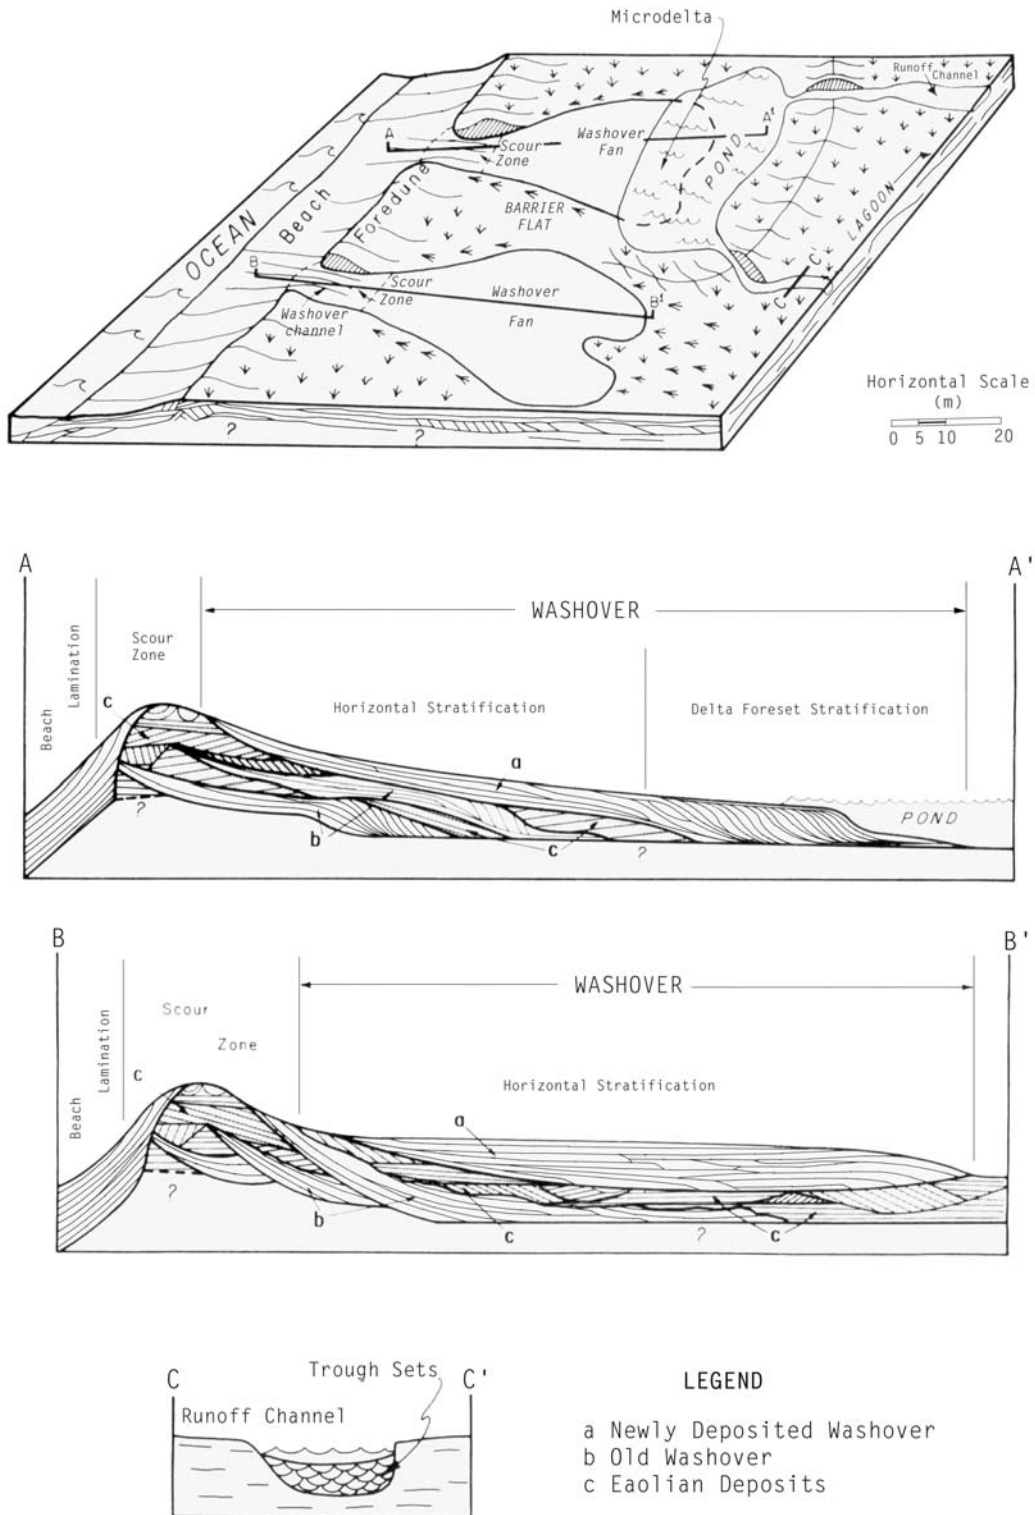 Microdelta
Runoff
Channel
A
A¹
Washover
Fan
Scour
Zone
POND
LAGOON
BARRIER
FLAT
OCEAN
Beach
Foredune
B
Scour
Zone
Washover
Fan
B¹
C
C'
Washover
channel
Horizontal Scale
(m)
0 5 10 20
?
?
A
A'
WASHOVER
Beach
Lamination
Scour
Zone
c
Horizontal Stratification
Delta Foreset Stratification
a
POND
?
b
c
?
B
B'
WASHOVER
Beach
Lamination
Scour
Zone
c
Horizontal Stratification
a
?
b
c
?
c
C
Trough Sets
C'
Runoff Channel
LEGEND
a Newly Deposited Washover
b Old Washover
c Eaolian Deposits